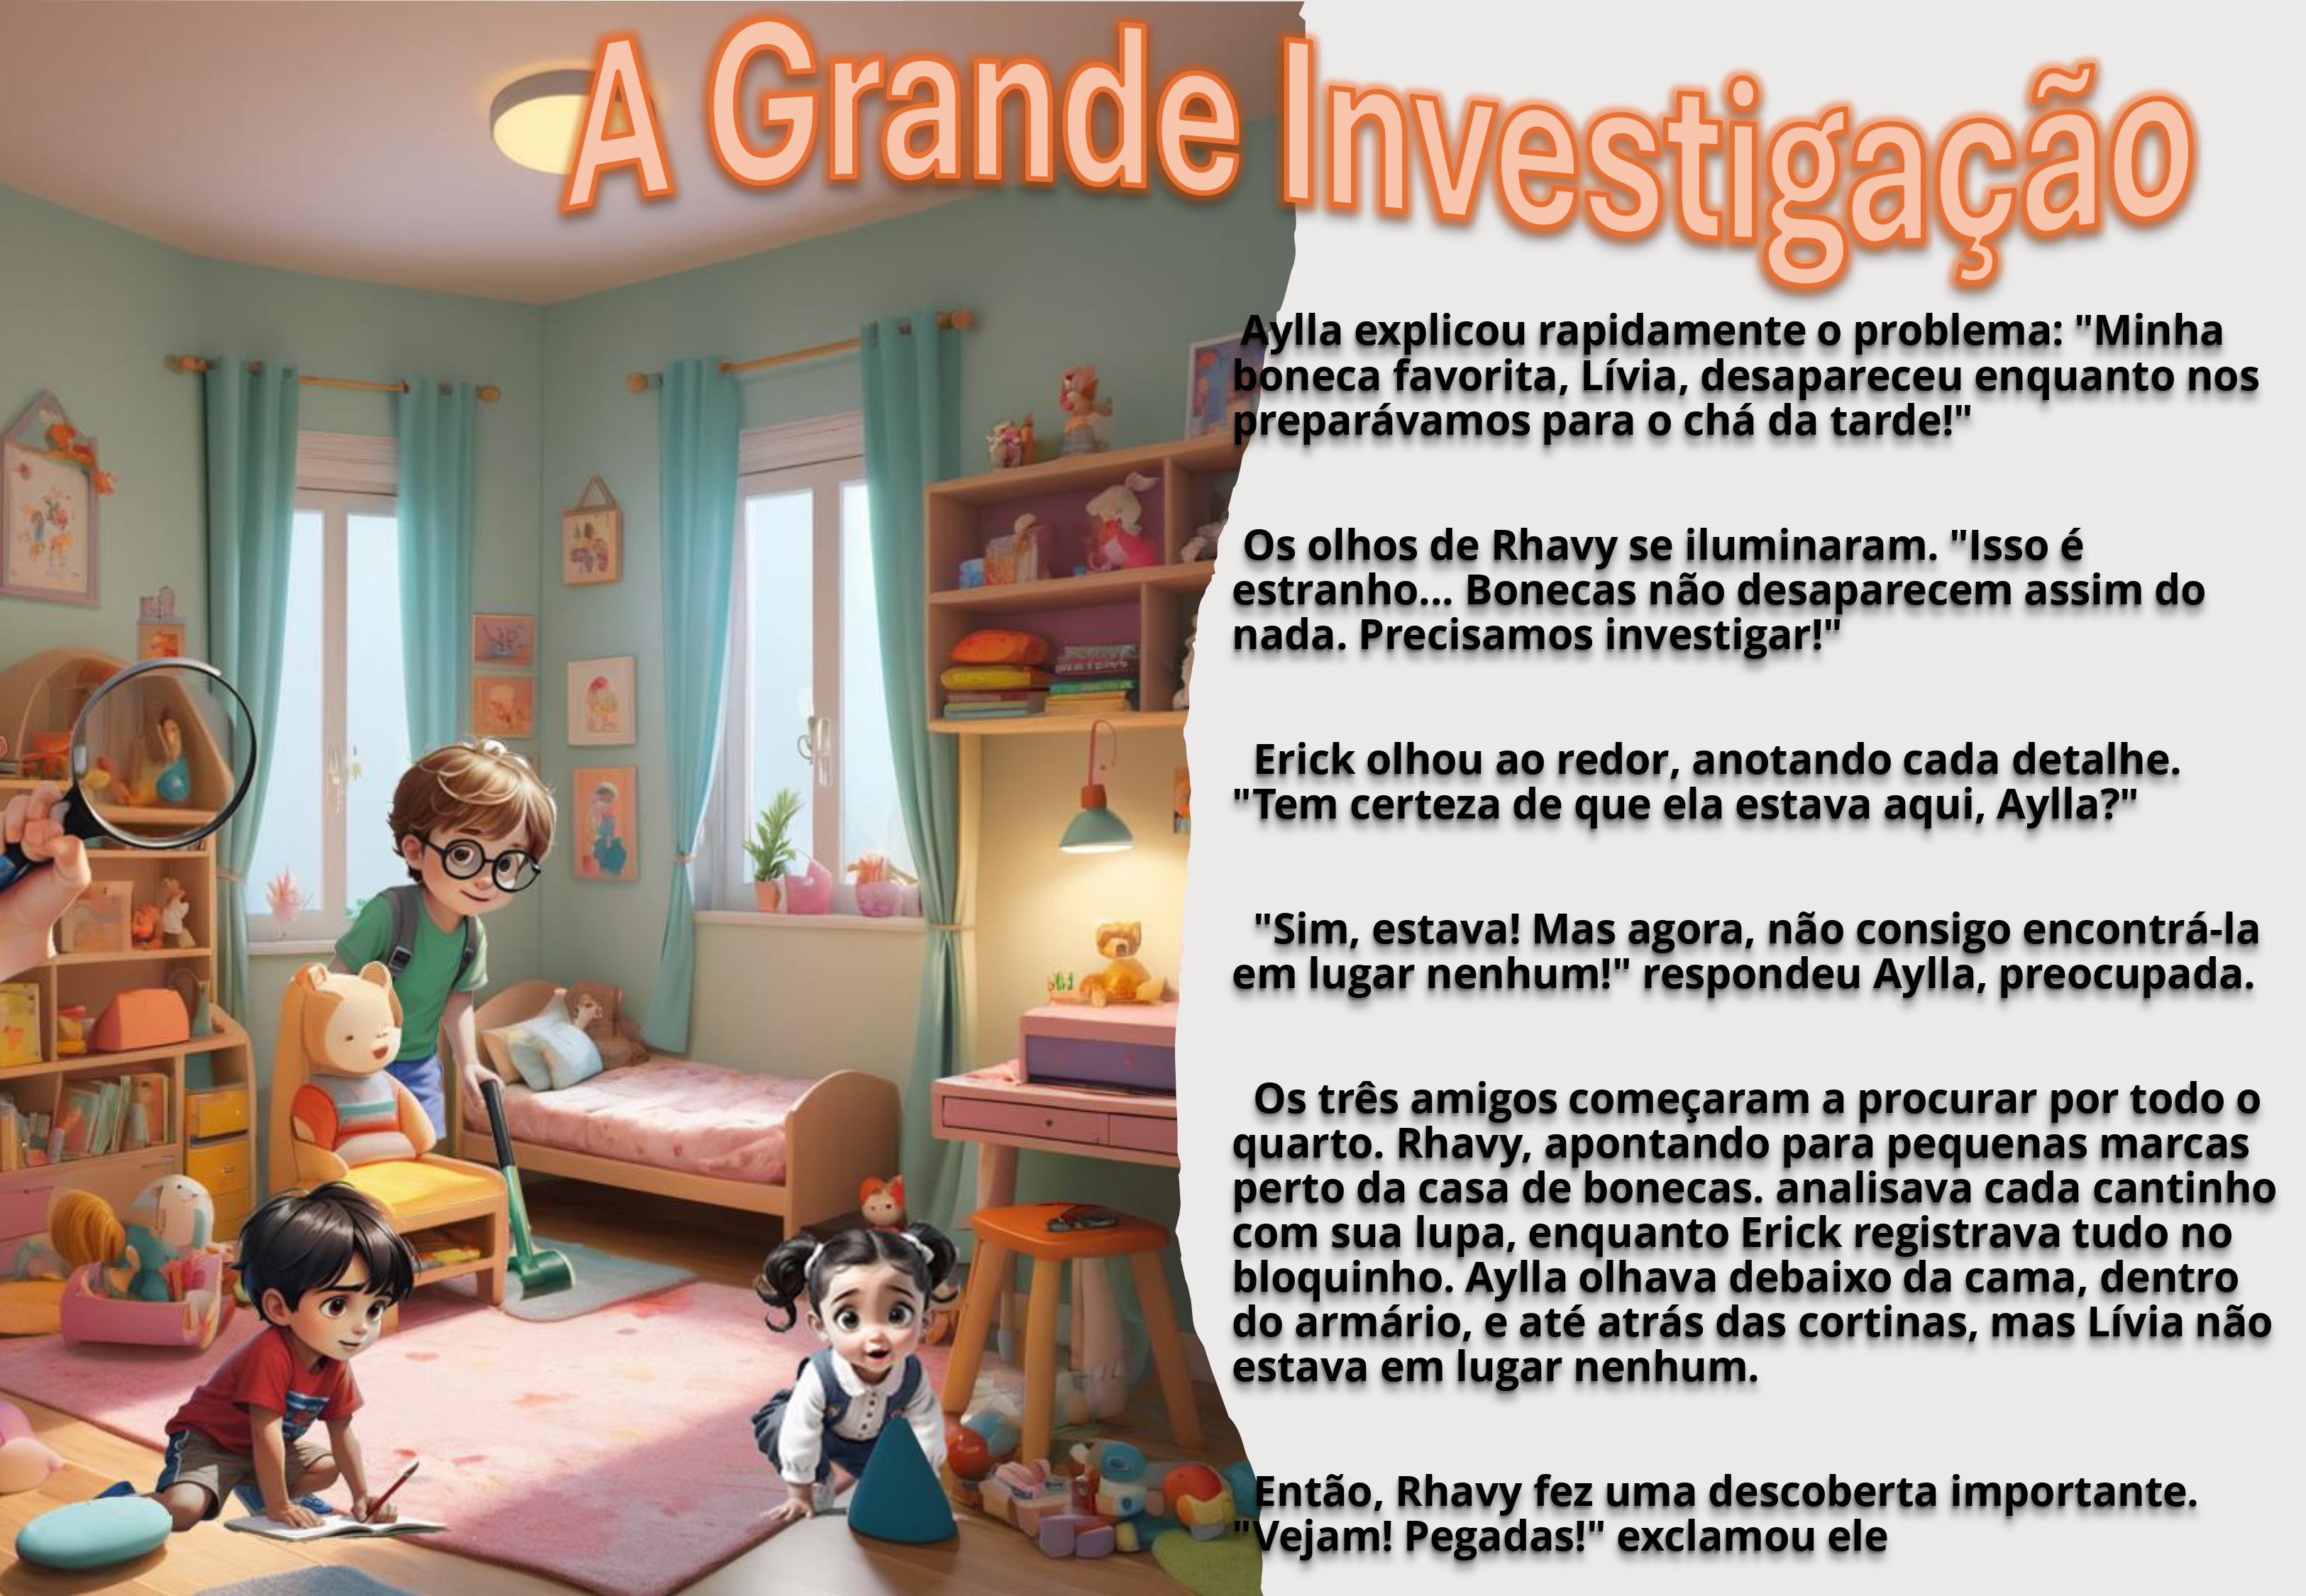 A Grande Investigação
Aylla explicou rapidamente o problema: "Minha
boneca favorita, Lívia, desapareceu enquanto nos
preparávamos para o chá da tarde!"
Os olhos de Rhavy se iluminaram. "Isso é
estranho... Bonecas não desaparecem assim do
nada. Precisamos investigar!"
Erick olhou ao redor, anotando cada detalhe.
"Tem certeza de que ela estava aqui, Aylla?"
"Sim, estava! Mas agora, não consigo encontrá-la
em lugar nenhum!" respondeu Aylla, preocupada.
Os três amigos começaram a procurar por todo o
quarto. Rhavy, apontando para pequenas marcas
perto da casa de bonecas. analisava cada cantinho
com sua lupa, enquanto Erick registrava tudo no
bloquinho. Aylla olhava debaixo da cama, dentro
do armário, e até atrás das cortinas, mas Lívia não
estava em lugar nenhum.
Então, Rhavy fez uma descoberta importante.
"Vejam! Pegadas!" exclamou ele